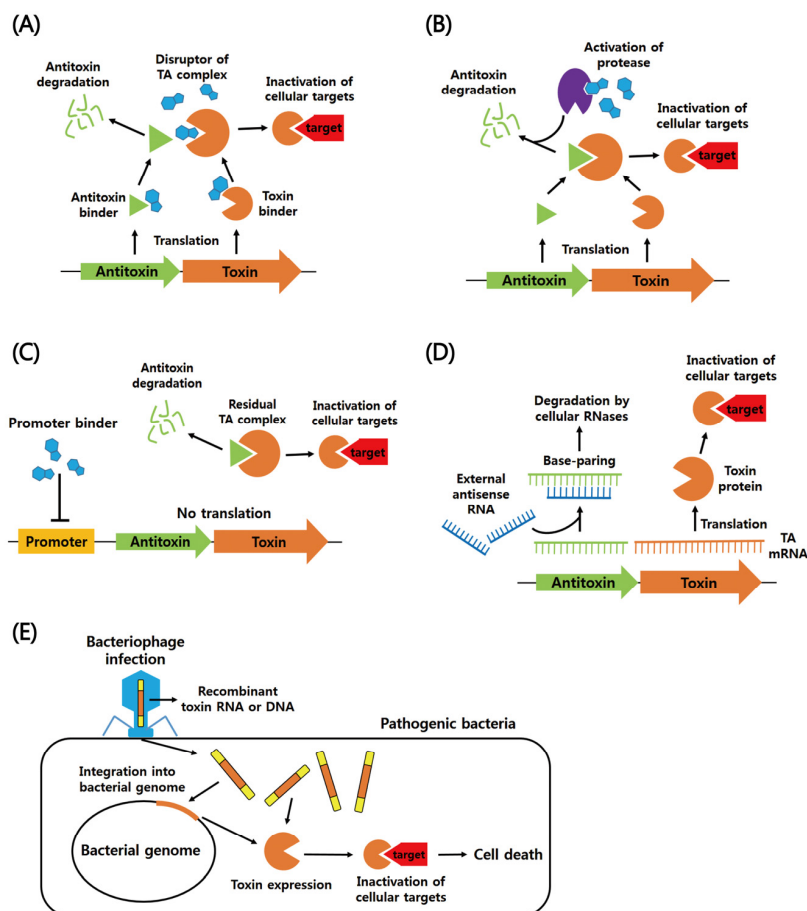 (A)
Antitoxin
degradation
Disruptor of
TA complex
Inactivation of
cellular targets
target
Antitoxin
binder
Toxin
binder
Translation
Antitoxin
Toxin
(B)
Activation of
protease
Antitoxin
degradation
Inactivation of
cellular targets
target
Translation
Antitoxin
Toxin
(C)
Antitoxin
degradation
Promoter binder
Residual
TA complex
Inactivation of
cellular targets
target
No translation
Promoter
Antitoxin
Toxin
(D)
Inactivation of
cellular targets
target
Degradation by
cellular RNases
Base-paring
External
antisense
RNA
Toxin
protein
Translation
TA
mRNA
Antitoxin
Toxin
(E)
Bacteriophage
infection
Recombinant
toxin RNA or DNA
Pathogenic bacteria
Integration into
bacterial genome
Bacterial genome
Toxin expression
target
Inactivation of
cellular targets
Cell death